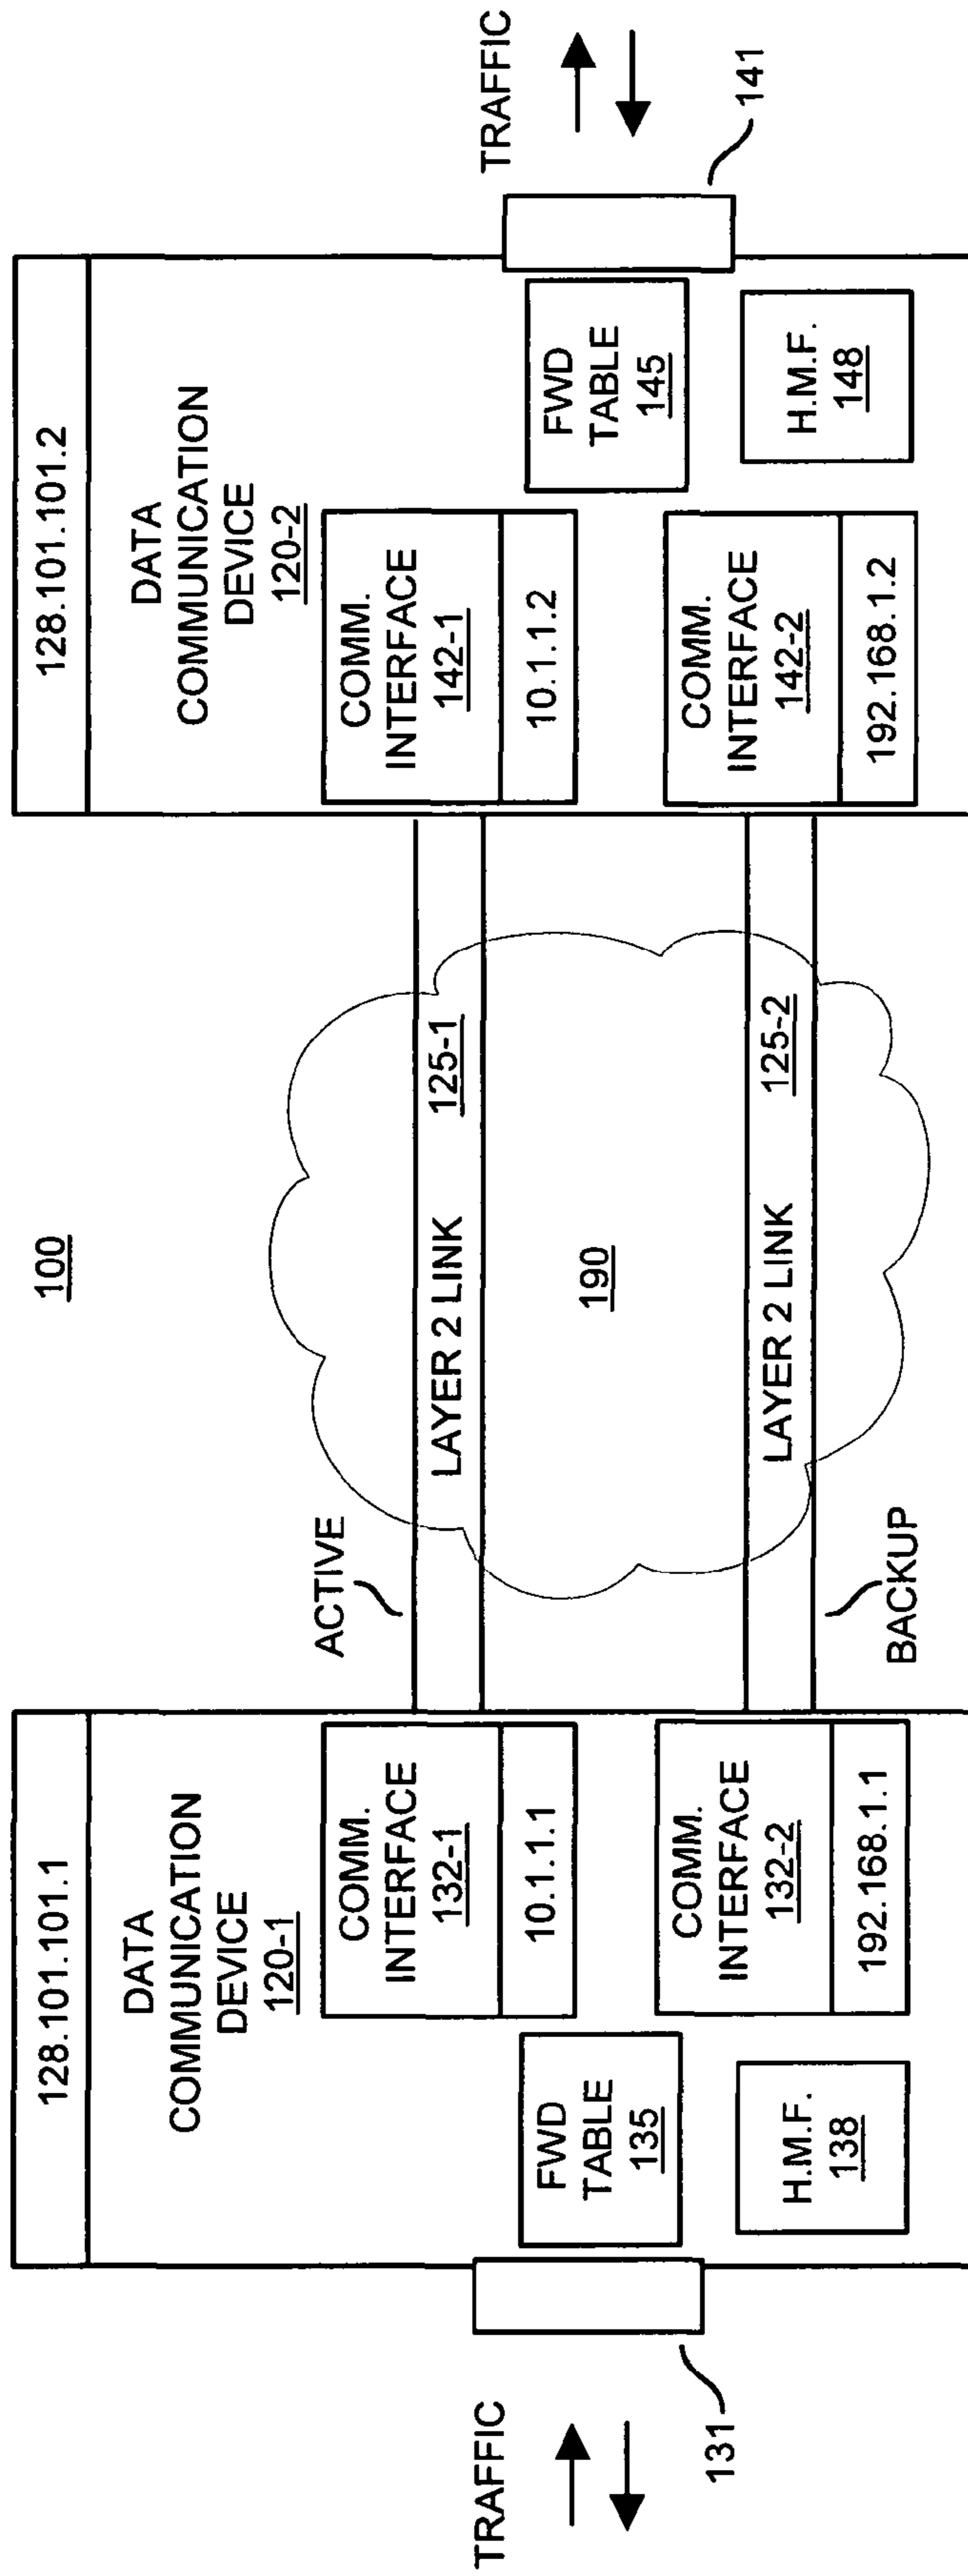 100
128.101.101.1
DATA
COMMUNICATION
DEVICE
120-1
COMM.
INTERFACE
132-1
10.1.1.1
FWD
TABLE
135
COMM.
INTERFACE
132-2
192.168.1.1
H.M.F.
138
TRAFFIC
131
ACTIVE
LAYER 2 LINK 125-1
190
LAYER 2 LINK 125-2
BACKUP
128.101.101.2
DATA
COMMUNICATION
DEVICE
120-2
COMM.
INTERFACE
142-1
10.1.1.2
FWD
TABLE
145
COMM.
INTERFACE
142-2
192.168.1.2
H.M.F.
148
TRAFFIC
141